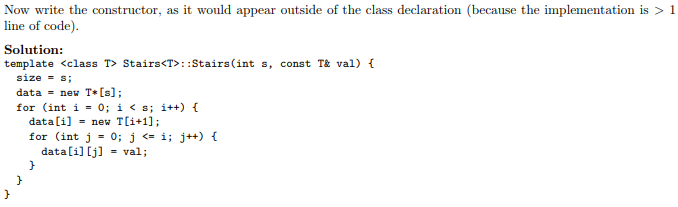 Now write the constructor, as it would appear outside of the class declaration (because the implementation is > 1
line of code).
Solution:
template <class T> Stairs<T>::Stairs(int s, const T& val) {
size = s;
data = new T*[s];
for (int i = 0; i < s; i++) {
data[i] = new T[i+1];
for (int j = 0; j <= i; j++) {
data[i][j] = val;
}
}
}